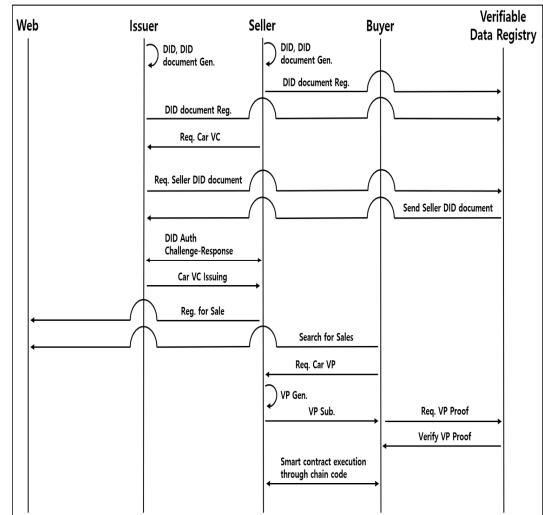 Web
Issuer
Seller
Buyer
Verifiable
Data Registry
DID, DID
document Gen.
DID, DID
document Gen.
DID document Reg.
DID document Reg.
Req. Car VC
Req. Seller DID document
Send Seller DID document
DID Auth
Challenge-Response
Car VC Issuing
Reg. for Sale
Search for Sales
Req. Car VP
VP Gen.
VP Sub.
Req. VP Proof
Verify VP Proof
Smart contract execution
through chain code